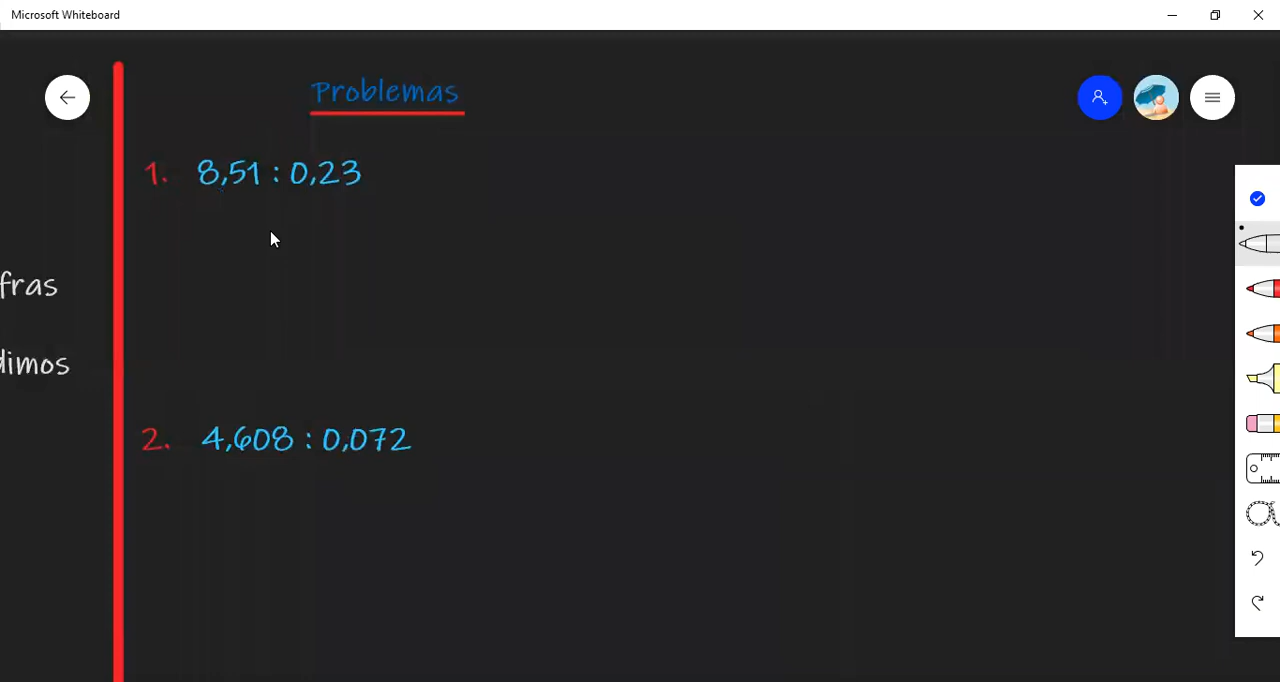 Microsoft Whiteboard
Problemas
1. 8,51 : 0,23
fras
dimos
2. 4,608 : 0,072